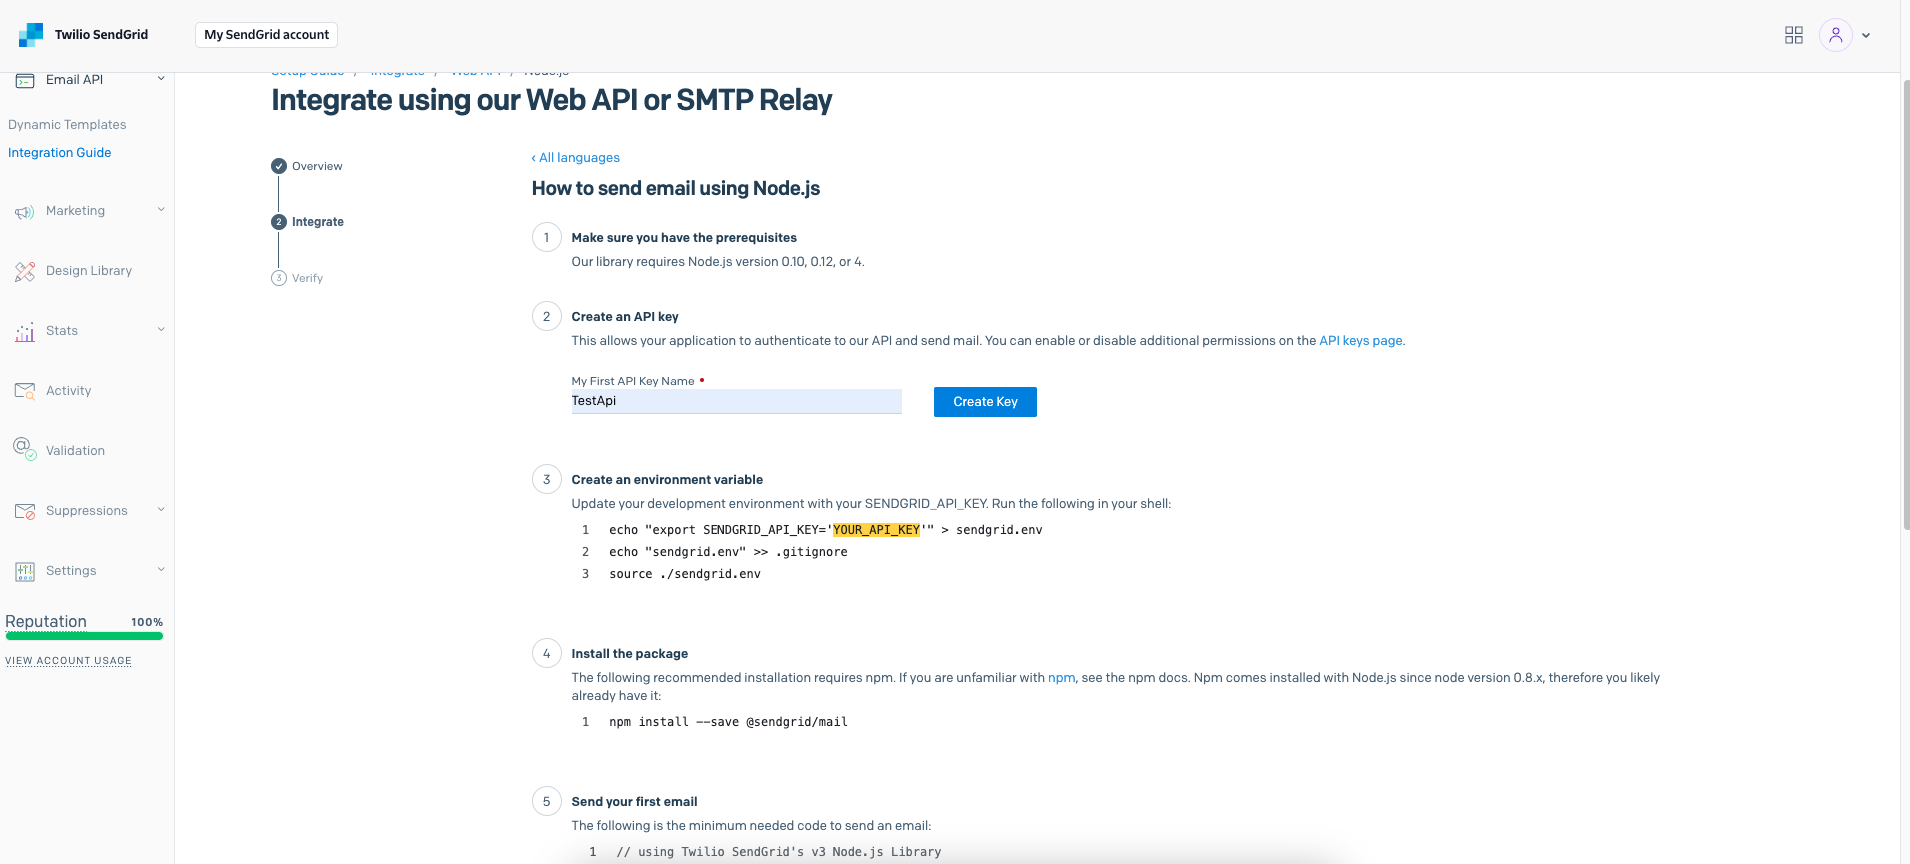 Twilio SendGrid
My SendGrid account
Email API
Dynamic Templates
Integration Guide
Marketing
Design Library
Stats
Activity
Validation
Suppressions
Settings
Reputation 100%
VIEW ACCOUNT USAGE
Setup Guide / Integrate / Web API / Node.js
Integrate using our Web API or SMTP Relay
Overview
2 Integrate
3 Verify
‹ All languages
How to send email using Node.js
1 Make sure you have the prerequisites
Our library requires Node.js version 0.10, 0.12, or 4.
2 Create an API key
This allows your application to authenticate to our API and send mail. You can enable or disable additional permissions on the API keys page.
My First API Key Name •
TestApi
Create Key
3 Create an environment variable
Update your development environment with your SENDGRID_API_KEY. Run the following in your shell:
1 echo "export SENDGRID_API_KEY='YOUR_API_KEY'" > sendgrid.env
2 echo "sendgrid.env" >> .gitignore
3 source ./sendgrid.env
4 Install the package
The following recommended installation requires npm. If you are unfamiliar with npm, see the npm docs. Npm comes installed with Node.js since node version 0.8.x, therefore you likely
already have it:
1 npm install --save @sendgrid/mail
5 Send your first email
The following is the minimum needed code to send an email:
1 // using Twilio SendGrid's v3 Node.js Library